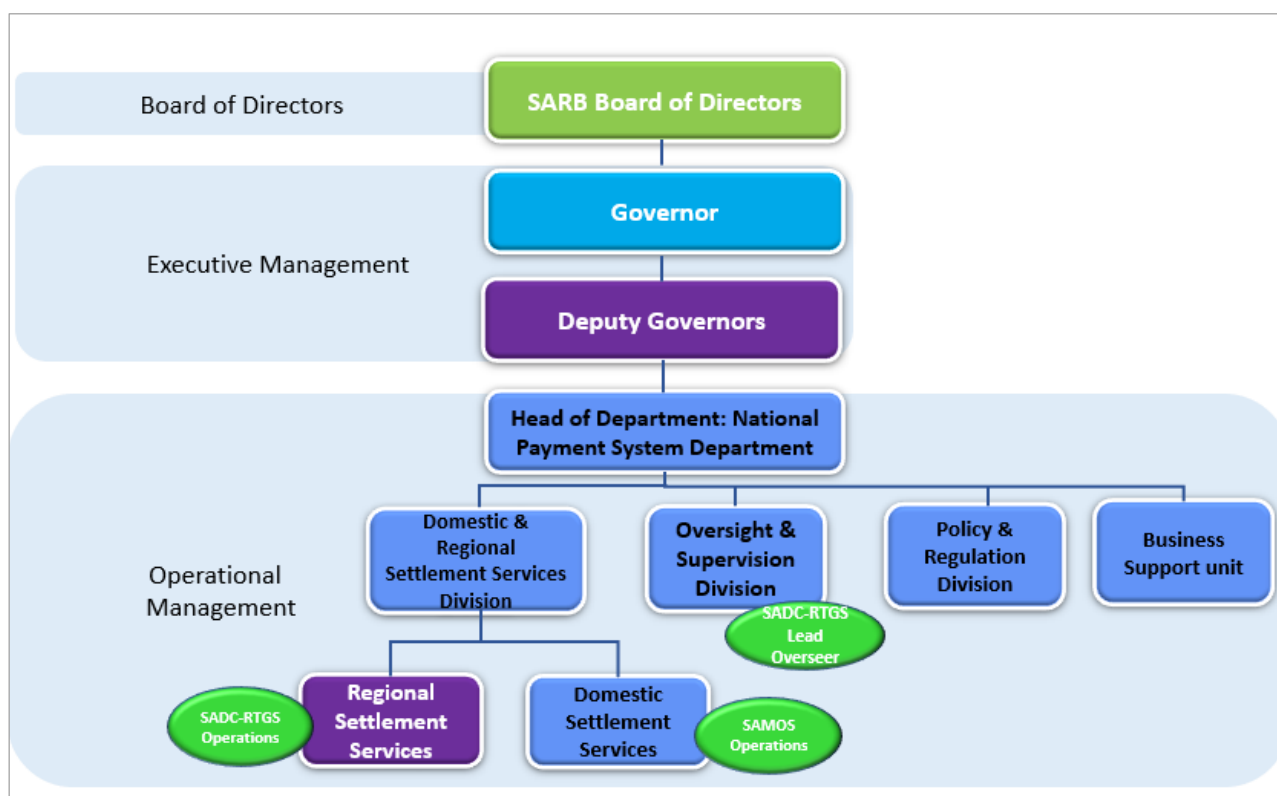 Board of Directors
SARB Board of Directors
Governor
Executive Management
Deputy Governors
Head of Department: National
Payment System Department
Domestic &
Regional
Settlement Services
Division
Oversight &
Supervision
Division
Policy &
Regulation
Division
Business
Support unit
Operational
Management
SADC-RTGS
Lead
Overseer
SADC-RTGS
Operations
Regional
Settlement
Services
Domestic
Settlement
Services
SAMOS
Operations